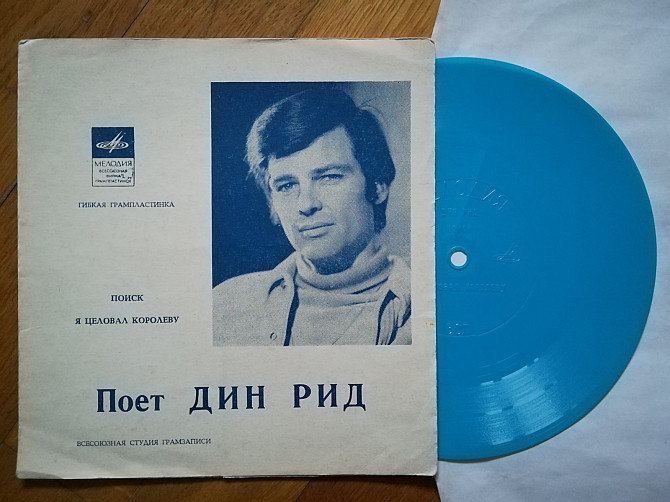 МЕЛОДИЯ
ВСЕСОЮЗНАЯ
ФИРМА
ГРАМПЛАСТИНОК
ГИБКАЯ ГРАМПЛАСТИНКА
ПОИСК
Я ЦЕЛОВАЛ КОРОЛЕВУ
Поет ДИН РИД
ВСЕСОЮЗНАЯ СТУДИЯ ГРАМЗАПИСИ